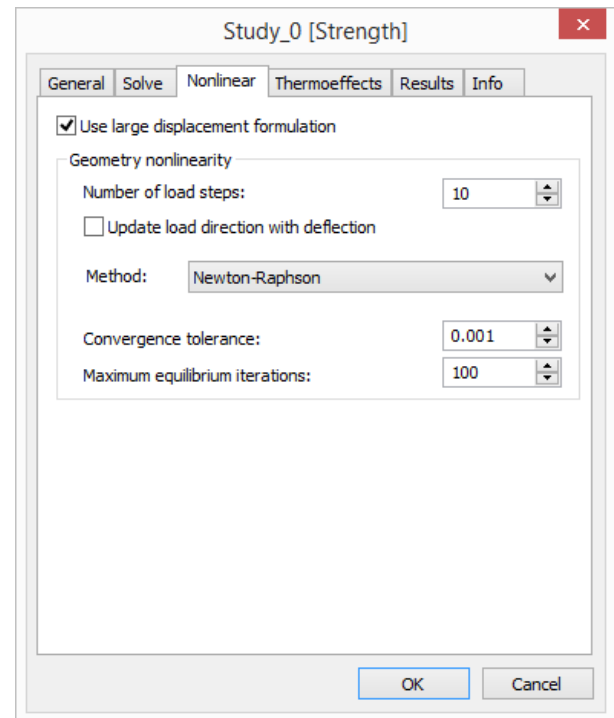 Study_0 [Strength]
General Solve Nonlinear Thermoeffects Results Info
Use large displacement formulation
Geometry nonlinearity
Number of load steps: 10
Update load direction with deflection
Method: Newton-Raphson
Convergence tolerance: 0.001
Maximum equilibrium iterations: 100
OK Cancel